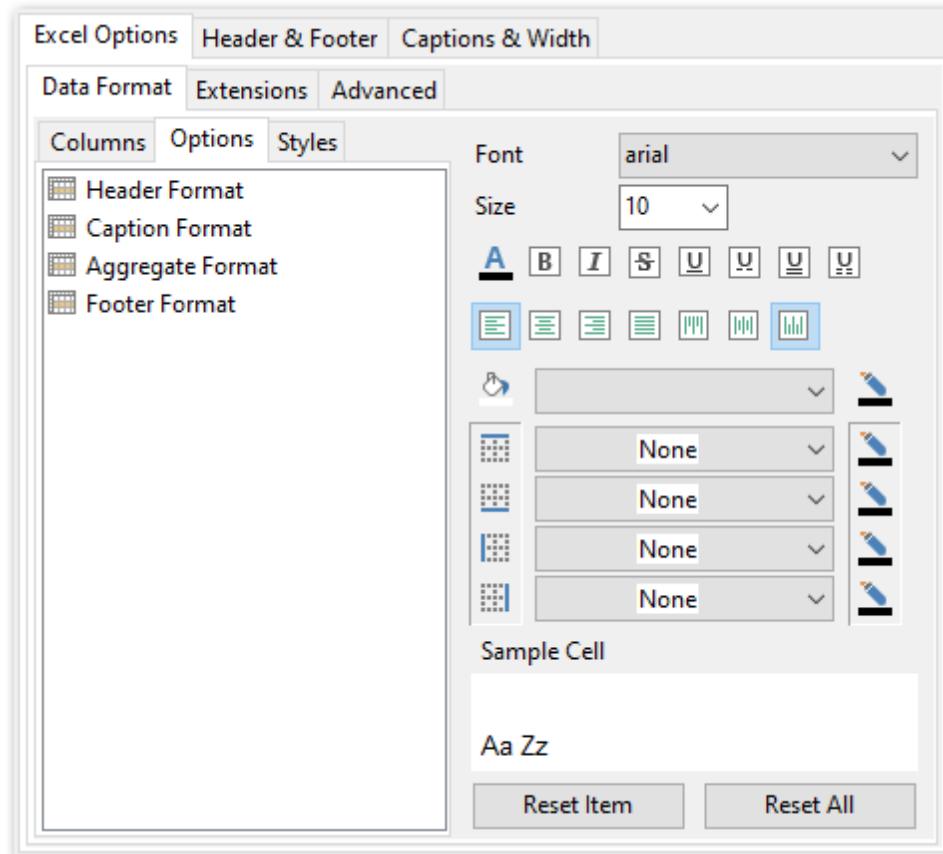 Excel Options Header & Footer Captions & Width
Data Format Extensions Advanced
Columns Options Styles
Header Format
Caption Format
Aggregate Format
Footer Format
Font arial
Size 10
A B I S U U U U
None
None
None
None
Sample Cell
Aa Zz
Reset Item Reset All